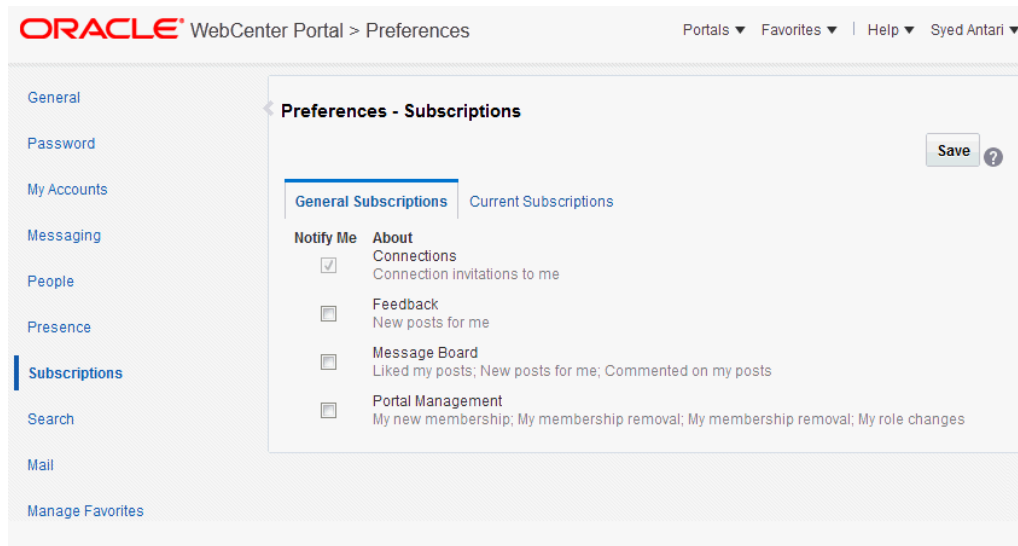 ORACLE WebCenter Portal > Preferences
Portals Favorites Help Syed Antari
General
Password
My Accounts
Messaging
People
Presence
Subscriptions
Search
Mail
Manage Favorites
Preferences - Subscriptions
Save ?
General Subscriptions Current Subscriptions
Notify Me About
Connections
Connection invitations to me
Feedback
New posts for me
Message Board
Liked my posts; New posts for me; Commented on my posts
Portal Management
My new membership; My membership removal; My membership removal; My role changes